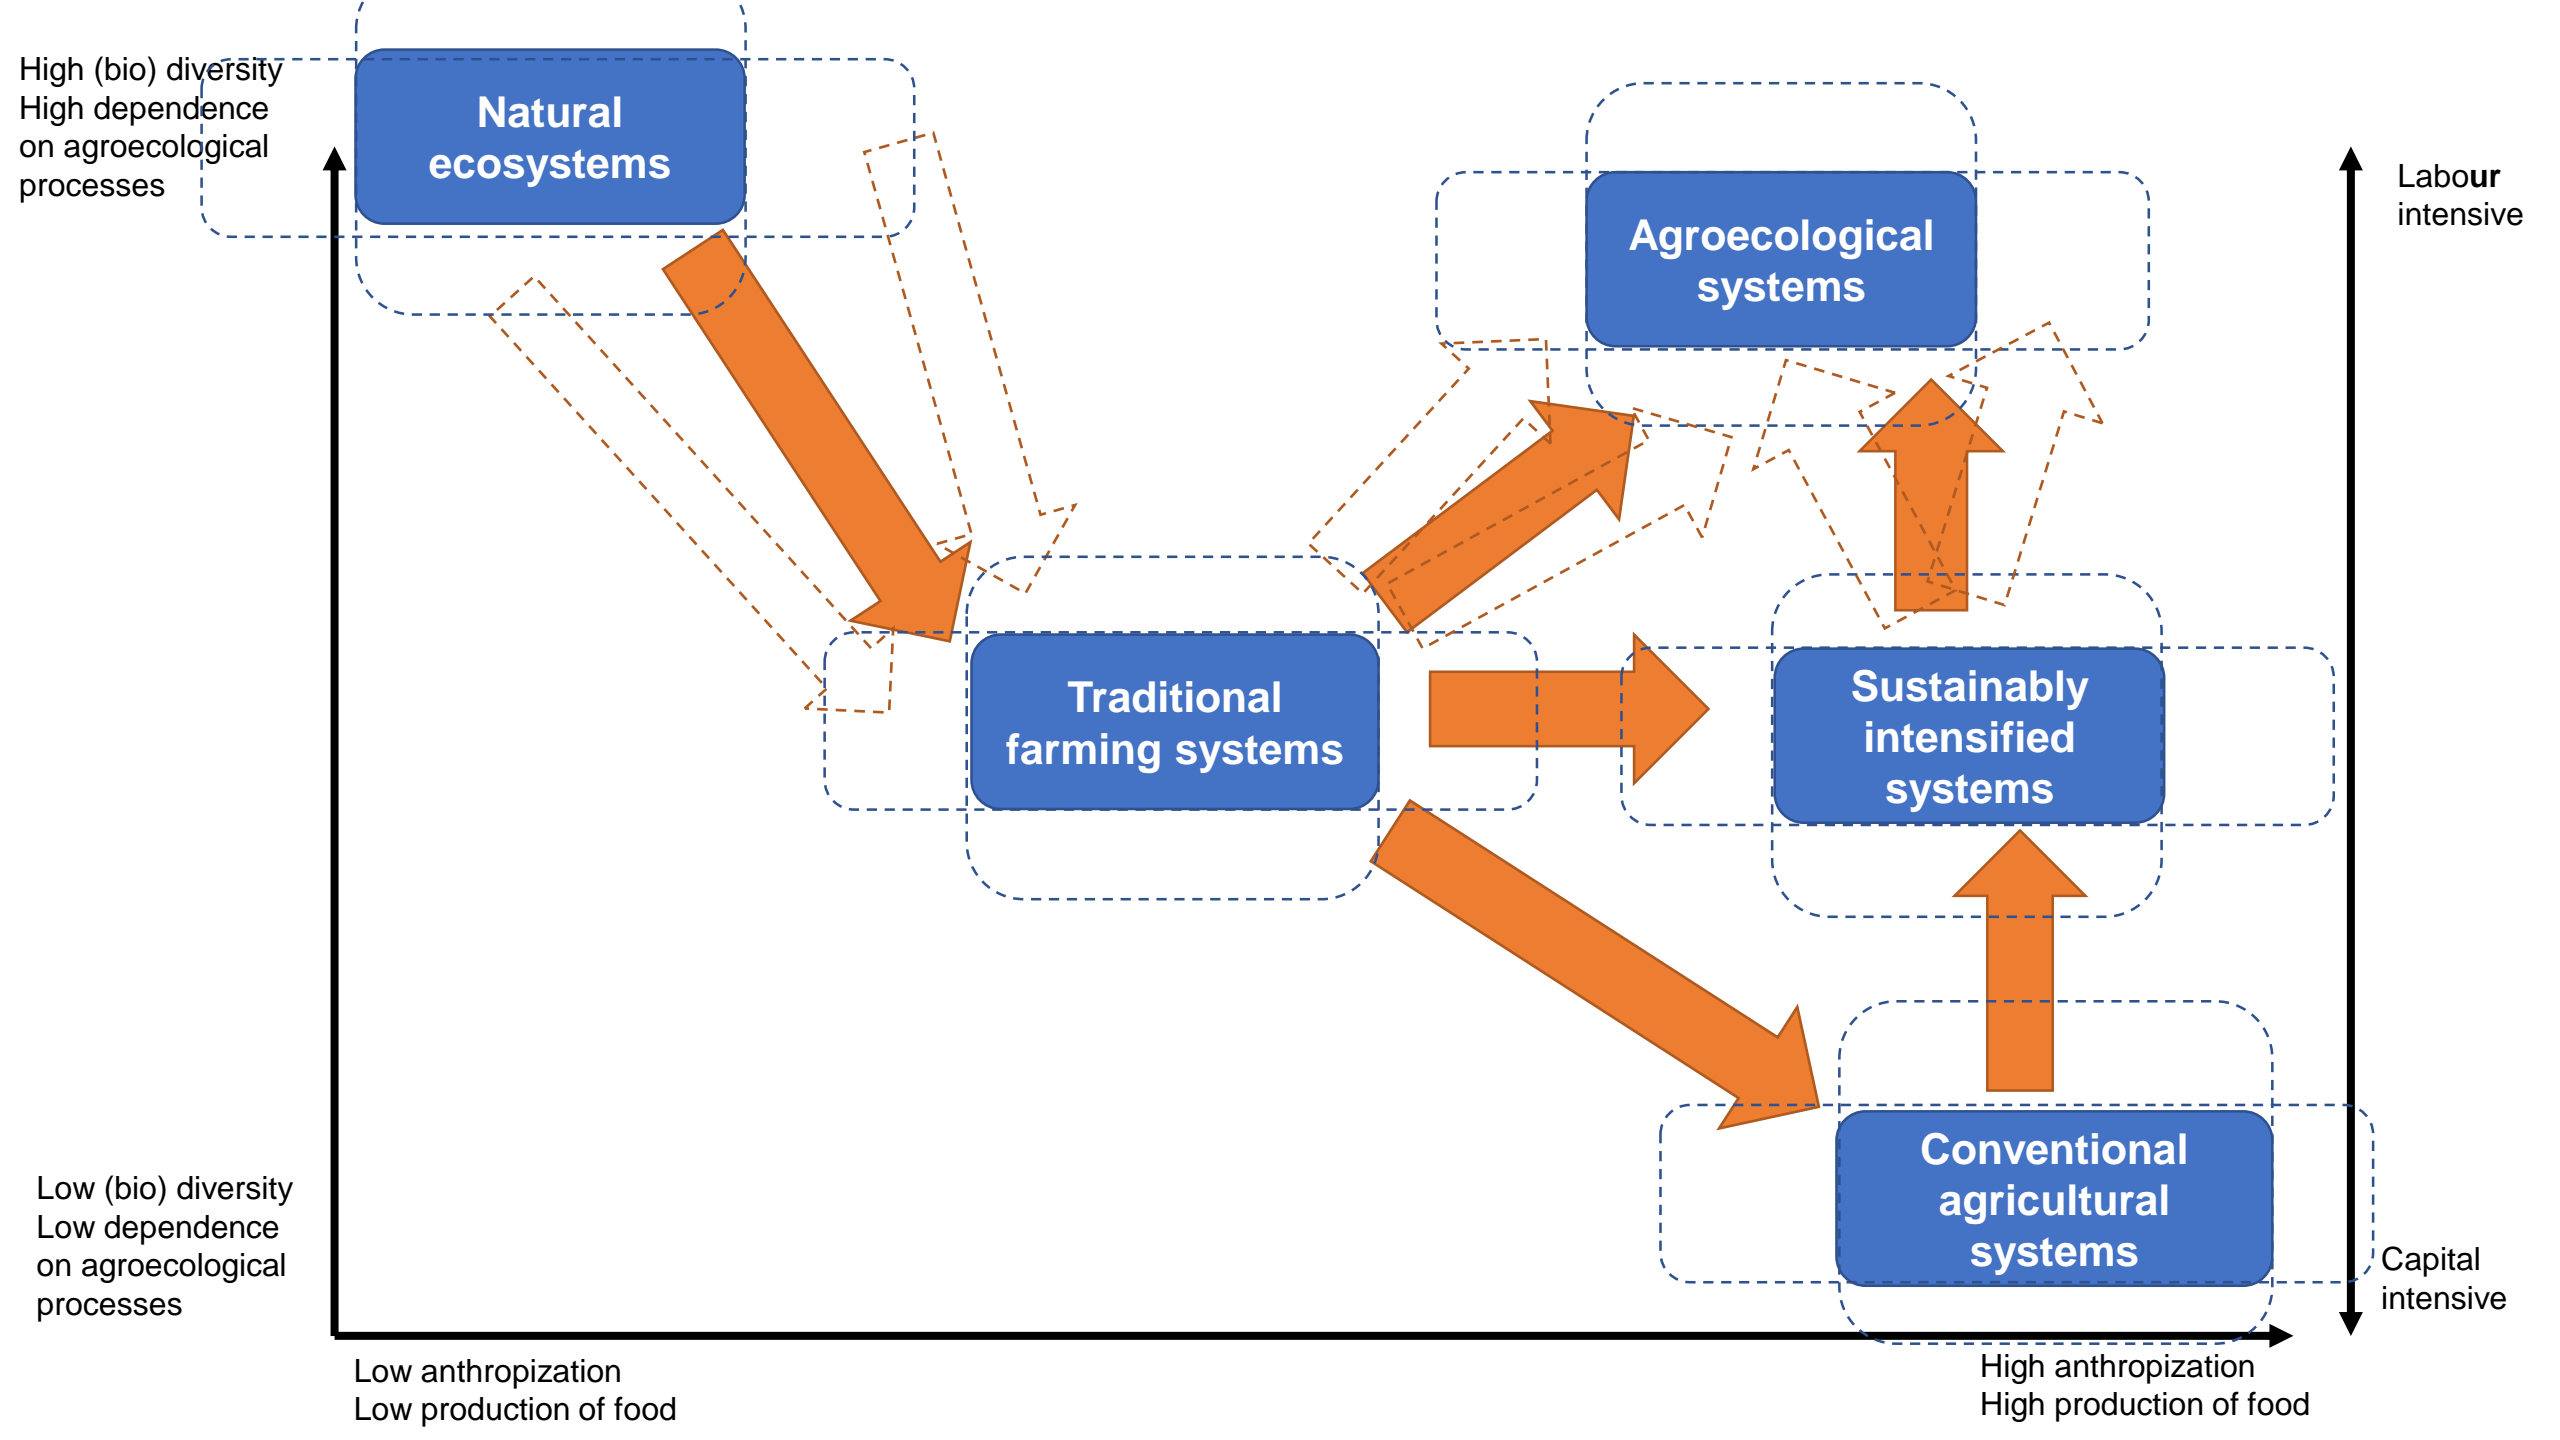 High (bio) diversity
High dependence
on agroecological
processes
Natural
ecosystems
Agroecological
systems
Labour
intensive
Traditional
farming systems
Sustainably
intensified
systems
Conventional
agricultural
systems
Low (bio) diversity
Low dependence
on agroecological
processes
Capital
intensive
Low anthropization
Low production of food
High anthropization
High production of food